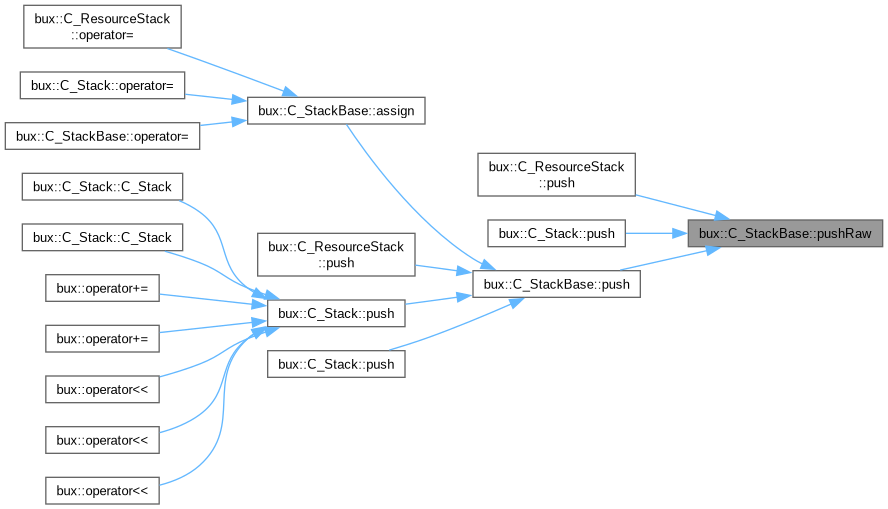 bux::C_ResourceStack
::operator=
bux::C_Stack::operator=
bux::C_StackBase::operator=
bux::C_Stack::C_Stack
bux::C_Stack::C_Stack
bux::operator+=
bux::operator+=
bux::operator<<
bux::operator<<
bux::operator<<
bux::C_StackBase::assign
bux::C_ResourceStack
::push
bux::C_Stack::push
bux::C_Stack::push
bux::C_ResourceStack
::push
bux::C_Stack::push
bux::C_StackBase::push
bux::C_StackBase::pushRaw